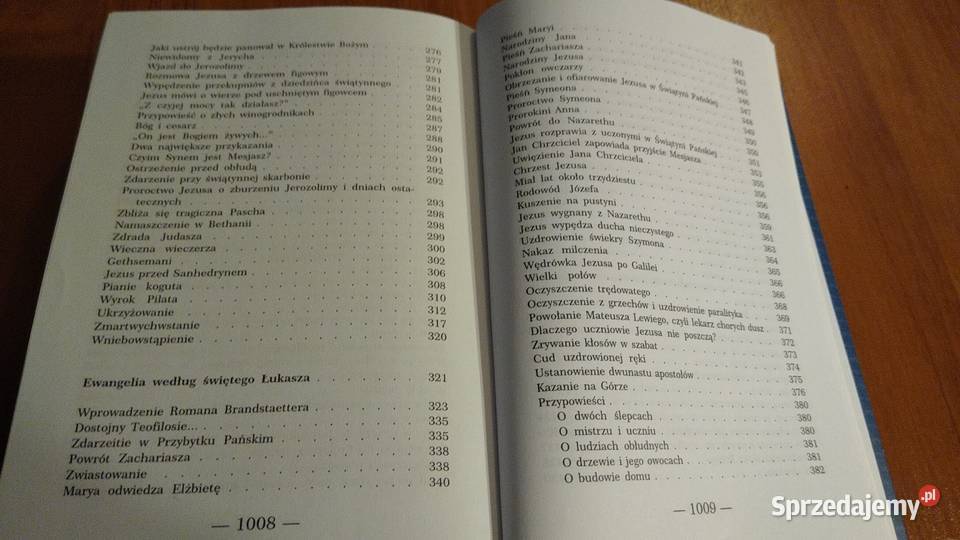 Jaki ustrój będzie panował w Królestwie Bożym . . . 276
Niewidomy z Jerycha . . . 277
Wjazd do Jerozolimy . . . 279
Rozmowa Jezusa z drzewem figowym . . . 281
Wypędzenie przekupniów z dziedzińca świątynnego . . . 281
Jezus mówi o wierze pod uschniętym figowcem . . . 282
„Z czyjej mocy tak działasz?" . . . 284
Przypowieść o złych winogrodnikach . . . 285
Bóg i cesarz . . . 287
„On jest Bogiem żywych..." . . . 288
Dwa największe przykazania . . . 290
Czyim Synem jest Mesjasz? . . . 291
Ostrzeżenie przed obłudą . . . 292
Zdarzenie przy świątynnej skarbonie . . . 292
Proroctwo Jezusa o zburzeniu Jerozolimy i dniach osta-
tecznych . . . 293
Zbliża się tragiczna Pascha . . . 298
Namaszczenie w Bethanii . . . 298
Zdrada Judasza . . . 299
Wieczna wieczerza . . . 300
Gethsemani . . . 302
Jezus przed Sanhedrynem . . . 306
Pianie koguta . . . 308
Wyrok Piłata . . . 310
Ukrzyżowanie . . . 312
Zmartwychwstanie . . . 317
Wniebowstąpienie . . . 320
Ewangelia według świętego Łukasza . . . 321
Wprowadzenie Romana Brandstaettera . . . 323
Dostojny Teofilosie... . . . 335
Zdarzeitie w Przybytku Pańskim . . . 335
Powrót Zachariasza . . . 338
Zwiastowanie . . . 338
Marya odwiedza Elżbietę . . . 340
— 1008 —
Pieśń Maryi . . .
Narodziny Jana . . . 341
Pieśń Zachariasza . . . 342
Narodziny Jezusa . . . 343
Pokłon owczarzy . . . 345
Obrzezanie i ofiarowanie Jezusa w Świątyni Pańskiej . . . 346
Pieśń Symeona . . . 347
Proroctwo Symeona . . . 348
Prorokini Anna . . . 349
Powrót do Nazarethu . . . 350
Jezus rozprawia z uczonymi w Świątyni Pańskiej . . . 351
Jan Chrzciciel zapowiada przyjście Mesjasza . . . 353
Uwięzienie Jana Chrzciciela . . . 355
Chrzest Jezusa . . . 356
Miał lat około trzydziestu . . . 356
Rodowód Józefa . . . 356
Kuszenie na pustyni . . . 359
Jezus wygnany z Nazarethu . . . 361
Jezus wypędza ducha nieczystego . . . 363
Uzdrowienie świekry Szymona . . . 364
Nakaz milczenia . . . 365
Wędrówka Jezusa po Galilei . . . 366
Wielki połów . . . 366
Oczyszczenie trędowatego . . . 368
Oczyszczenie z grzechów i uzdrowienie paralityka . . . 369
Powołanie Mateusza Lewiego, czyli lekarz chorych dusz . . . 371
Dlaczego uczniowie Jezusa nie poszczą? . . . 372
Zrywanie kłosów w szabat . . . 373
Cud uzdrowionej ręki . . . 374
Ustanowienie dwunastu apostołów . . . 375
Kazanie na Górze . . . 376
Przypowieści . . . 380
O dwóch ślepcach . . . 380
O mistrzu i uczniu . . . 380
O ludziach obłudnych . . . 381
O drzewie i jego owocach . . . 381
O budowie domu . . . 382
— 1009 —
Sprzedajemy.pl